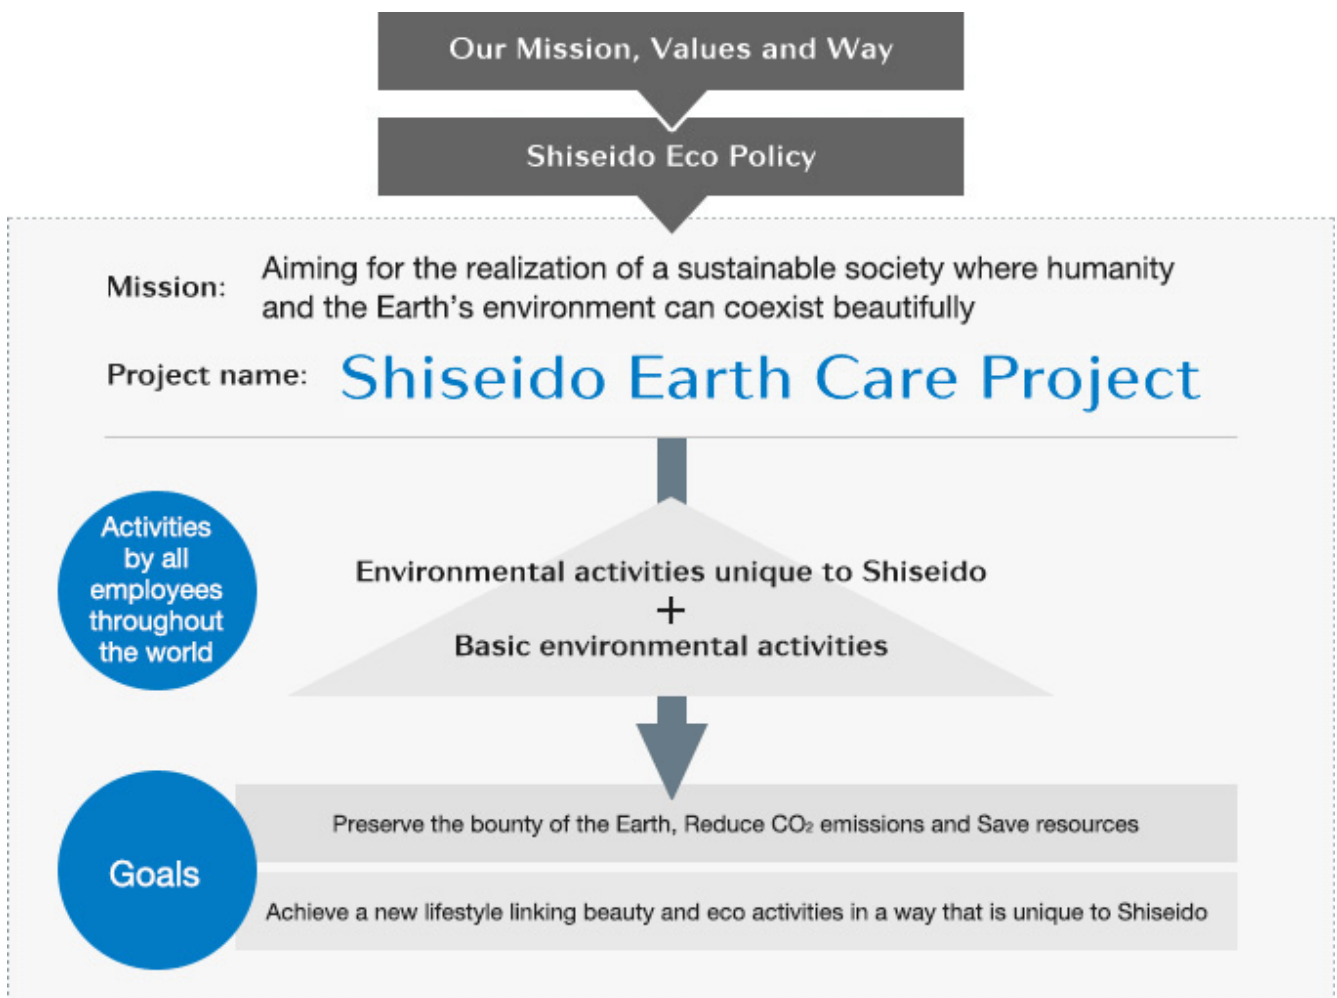 Our Mission, Values and Way
Shiseido Eco Policy
Mission:
Aiming for the realization of a sustainable society where humanity
and the Earth's environment can coexist beautifully
Project name:
Shiseido Earth Care Project
Activities
by all
employees
throughout
the world
Environmental activities unique to Shiseido
+
Basic environmental activities
Goals
Preserve the bounty of the Earth, Reduce CO₂ emissions and Save resources
Achieve a new lifestyle linking beauty and eco activities in a way that is unique to Shiseido